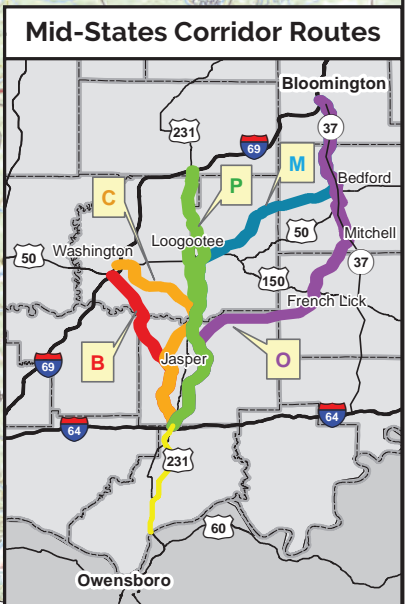 Mid-States Corridor Routes
Bloomington
231
37
69
M
P
C
Bedford
Loogootee
50
Mitchell
Washington
50
37
150
French Lick
B
Jasper
O
69
64
64
231
60
Owensboro